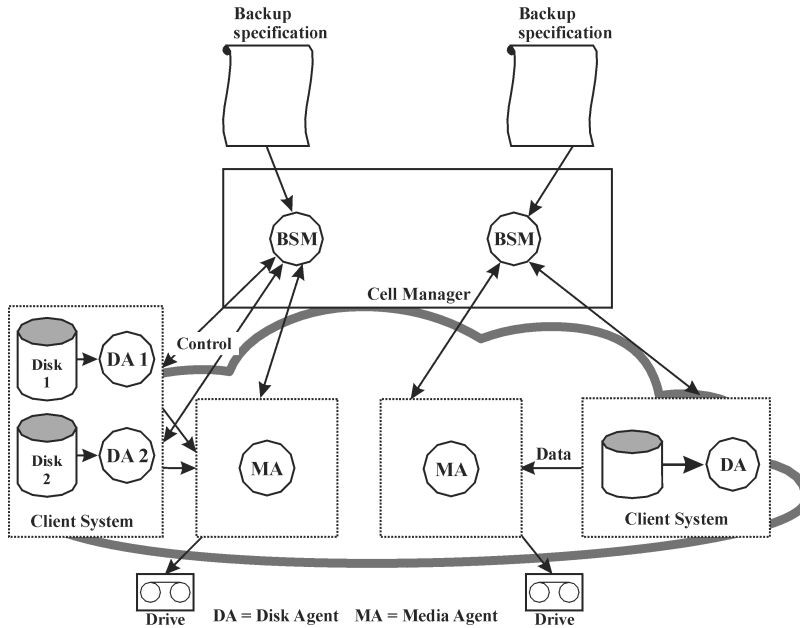 Backup
specification
Backup
specification
BSM
BSM
Cell Manager
Control
Disk
1
DA 1
Disk
2
DA 2
Client System
MA
MA
Data
DA
Client System
Drive
DA = Disk Agent MA = Media Agent
Drive